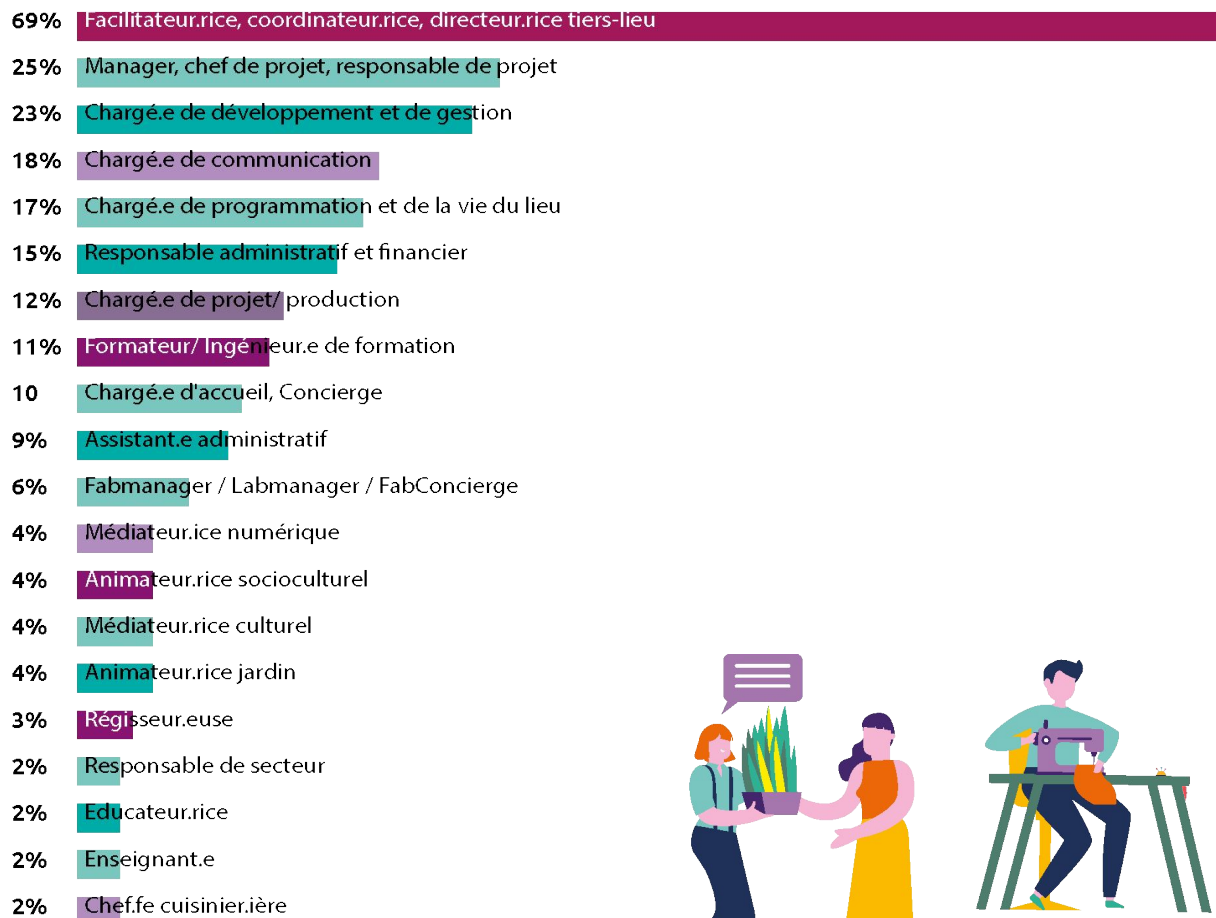 69% Facilitateur.rice, coordinateur.rice, directeur.rice tiers-lieu
25% Manager, chef de projet, responsable de projet
23% Chargé.e de développement et de gestion
18% Chargé.e de communication
17% Chargé.e de programmation et de la vie du lieu
15% Responsable administratif et financier
12% Chargé.e de projet/ production
11% Formateur/ Ingénieur.e de formation
10 Chargé.e d'accueil, Concierge
9% Assistant.e administratif
6% Fabmanager / Labmanager / FabConcierge
4% Médiateur.ice numérique
4% Animateur.rice socioculturel
4% Médiateur.rice culturel
4% Animateur.rice jardin
3% Régisseur.euse
2% Responsable de secteur
2% Educateur.rice
2% Enseignant.e
2% Chef.fe cuisinier.ière